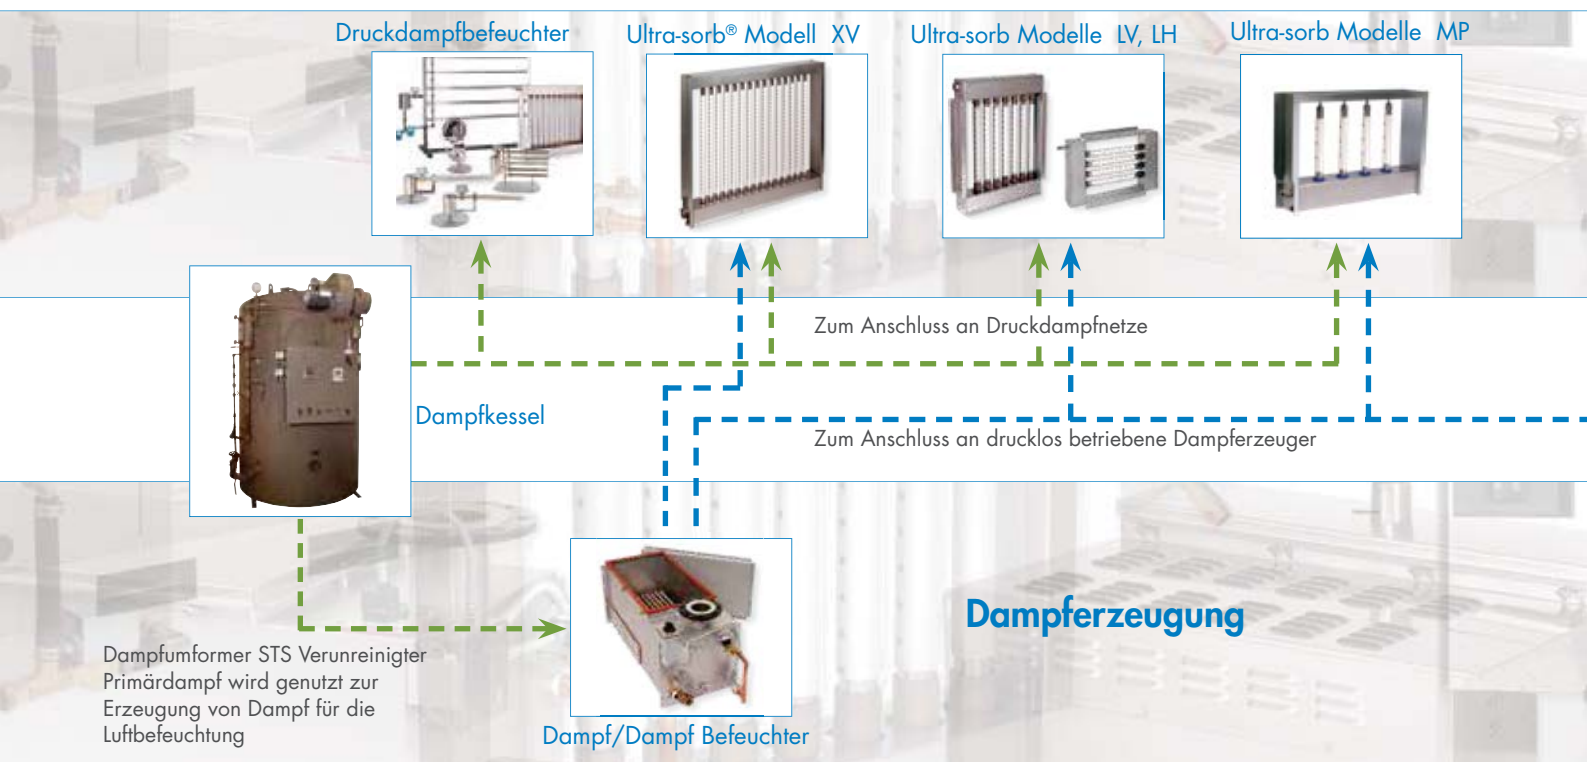 Druckdampfbefeuchter
Ultra-sorb® Modell XV
Ultra-sorb Modelle LV, LH
Ultra-sorb Modelle MP
Zum Anschluss an Druckdampfnetze
Dampfkessel
Zum Anschluss an drucklos betriebene Dampferzeuger
Dampferzeugung
Dampfumformer STS Verunreinigter
Primärdampf wird genutzt zur
Erzeugung von Dampf für die
Luftbefeuchtung
Dampf/Dampf Befeuchter